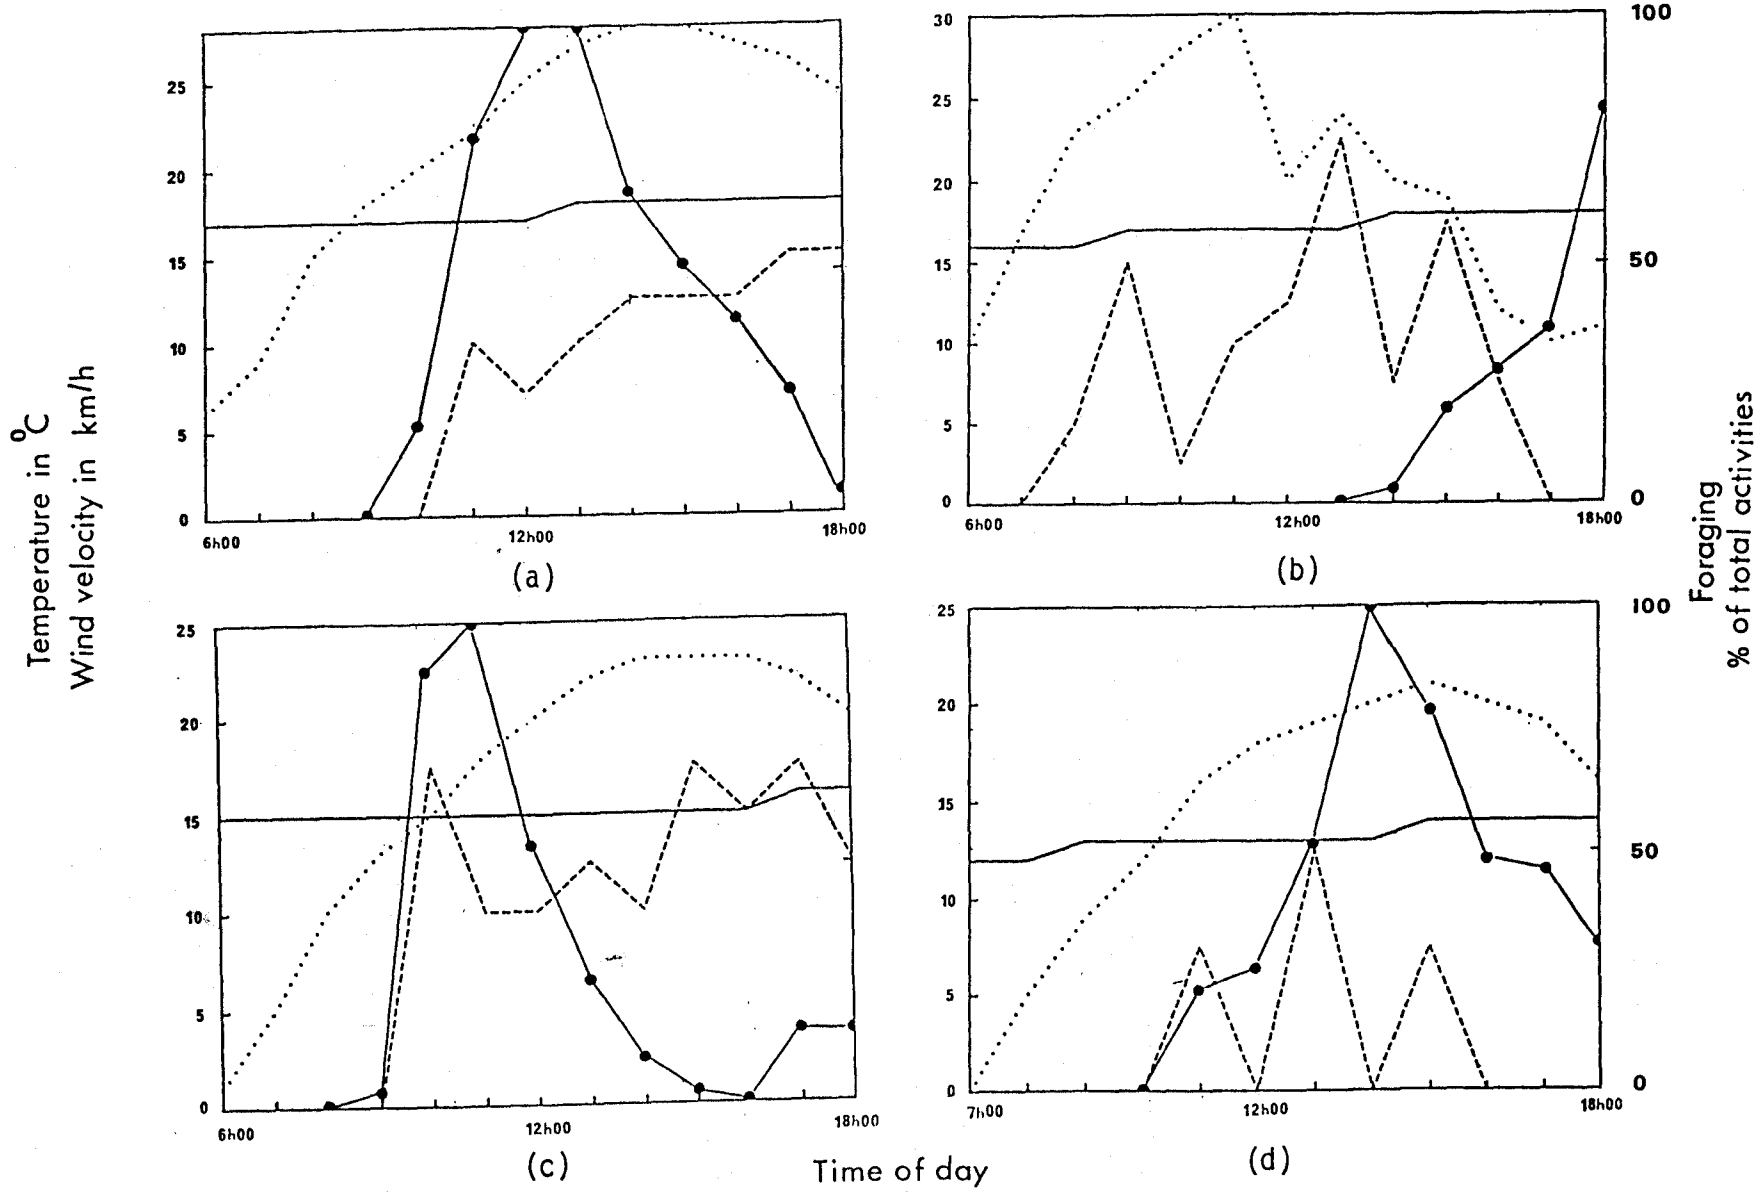 Temperature in °C
Wind velocity in km/h
25
20
15
10
5
0
6h00
12h00
18h00
(a)
30
25
20
15
10
5
0
6h00
12h00
18h00
100
50
0
(b)
25
20
15
10
5
0
6h00
12h00
18h00
(c)
25
20
15
10
5
0
7h00
12h00
18h00
100
50
0
(d)
Foraging
% of total activities
Time of day